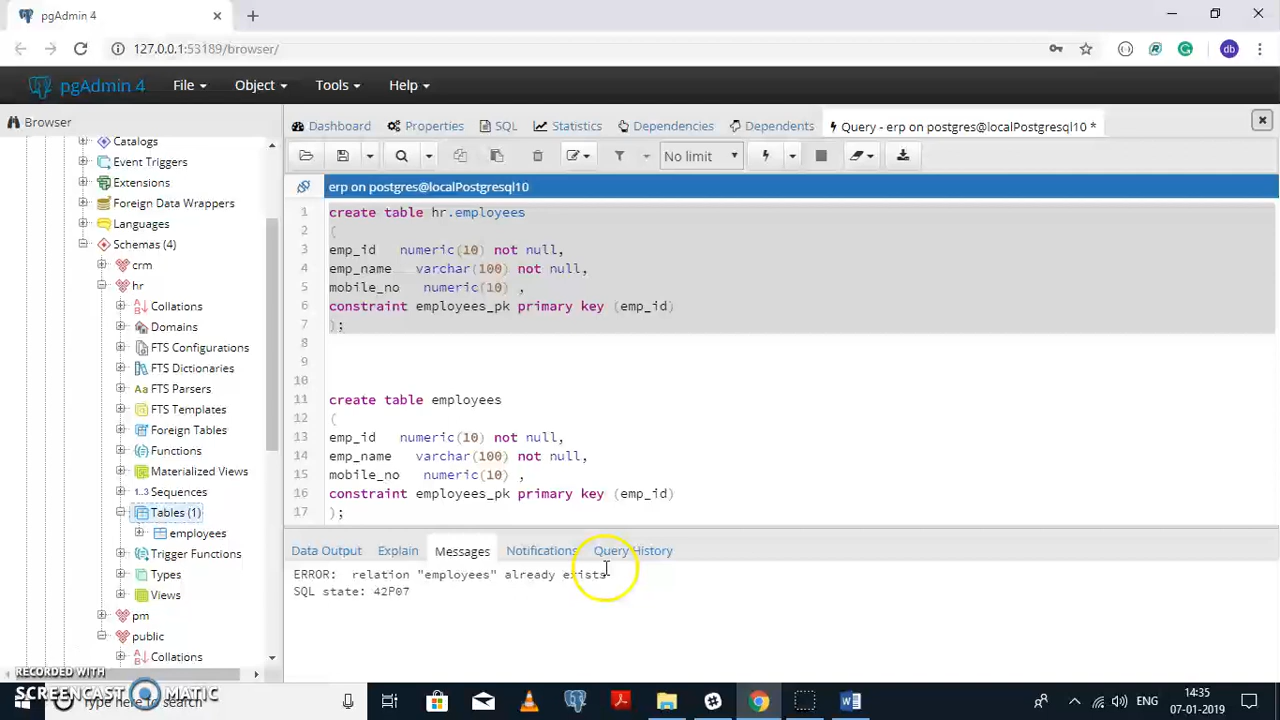 pgAdmin 4
127.0.0.1:53189/browser/
db
pgAdmin 4 File Object Tools Help
Browser
Dashboard Properties SQL Statistics Dependencies Dependents Query - erp on postgres@localPostgresql10 *
No limit
erp on postgres@localPostgresql10
Catalogs
Event Triggers
Extensions
Foreign Data Wrappers
Languages
Schemas (4)
crm
hr
Collations
Domains
FTS Configurations
FTS Dictionaries
Aa FTS Parsers
FTS Templates
Foreign Tables
Functions
Materialized Views
1..3 Sequences
Tables (1)
employees
Trigger Functions
Types
Views
pm
public
Collations
1 create table hr.employees
2 (
3 emp_id numeric(10) not null,
4 emp_name varchar(100) not null,
5 mobile_no numeric(10) ,
6 constraint employees_pk primary key (emp_id)
7 );
8
9
10
11 create table employees
12 (
13 emp_id numeric(10) not null,
14 emp_name varchar(100) not null,
15 mobile_no numeric(10) ,
16 constraint employees_pk primary key (emp_id)
17 );
Data Output Explain Messages Notifications Query History
ERROR: relation "employees" already exists
SQL state: 42P07
RECORDED WITH
SCREENCAST MATIC
Type here to search
ENG
14:35
07-01-2019